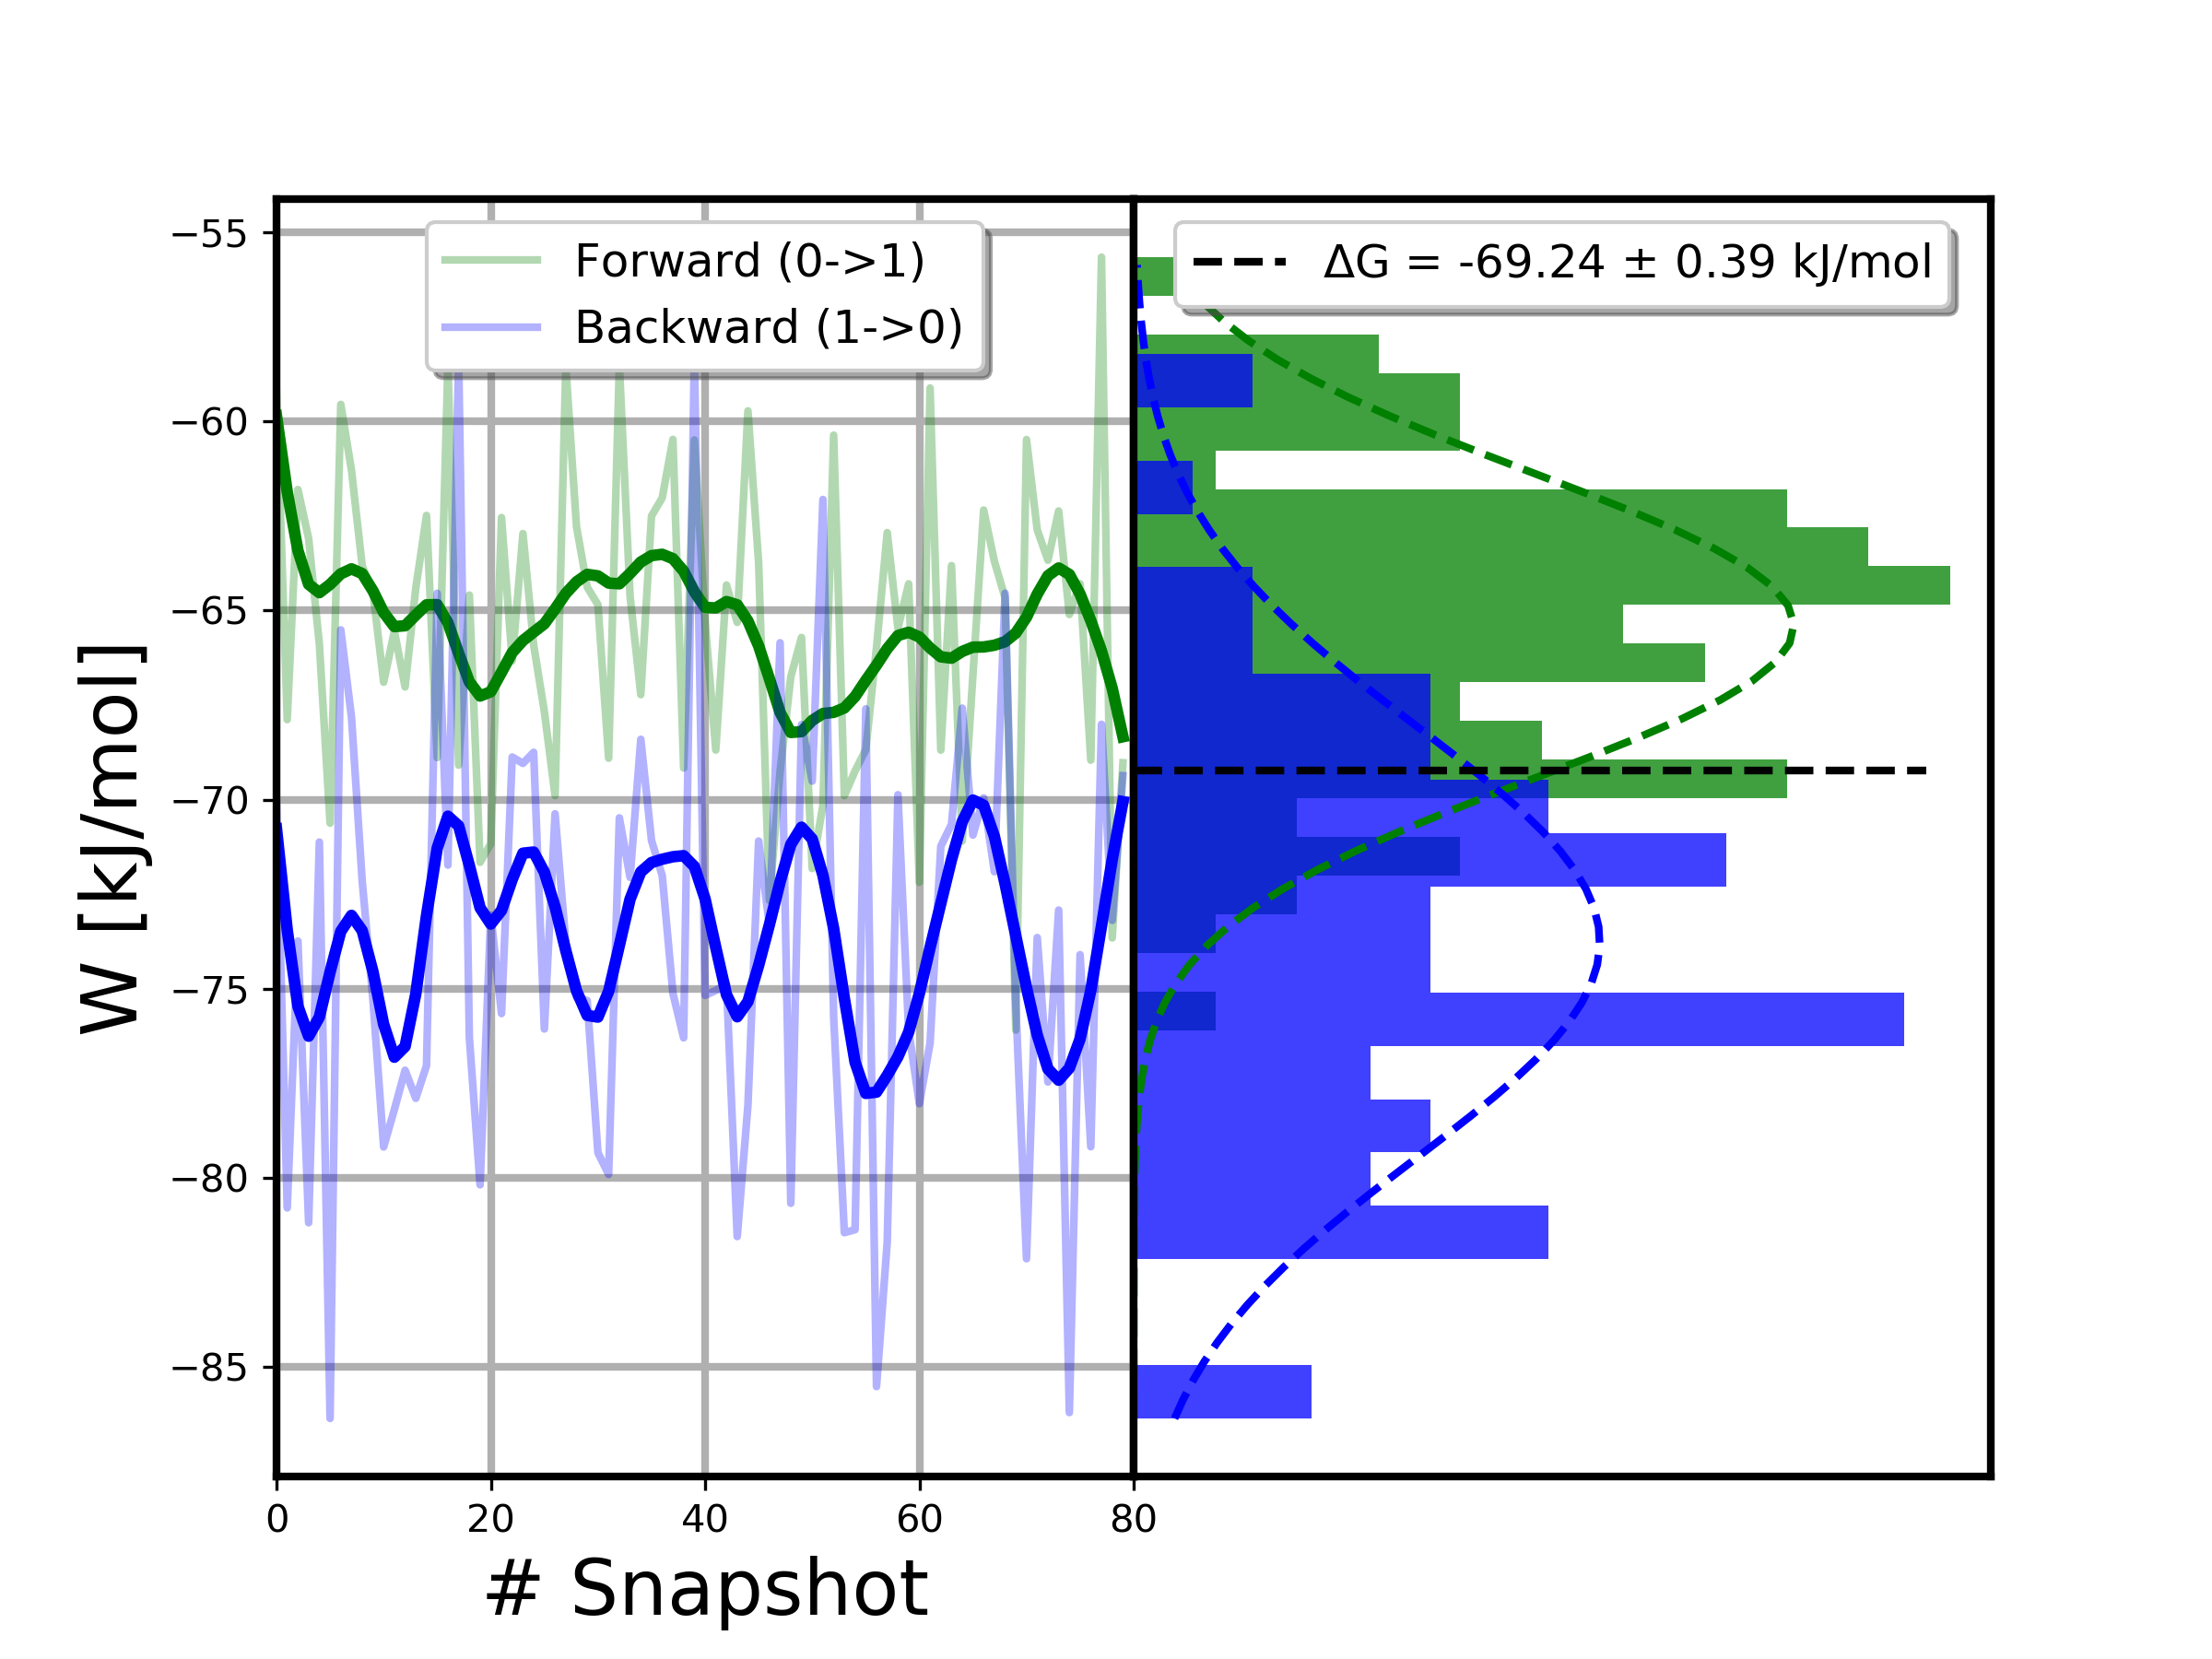 Forward (0->1)
Backward (1->0)
ΔG = -69.24 ± 0.39 kJ/mol
W [kJ/mol]
−55
−60
−65
−70
−75
−80
−85
0 20 40 60 80
# Snapshot